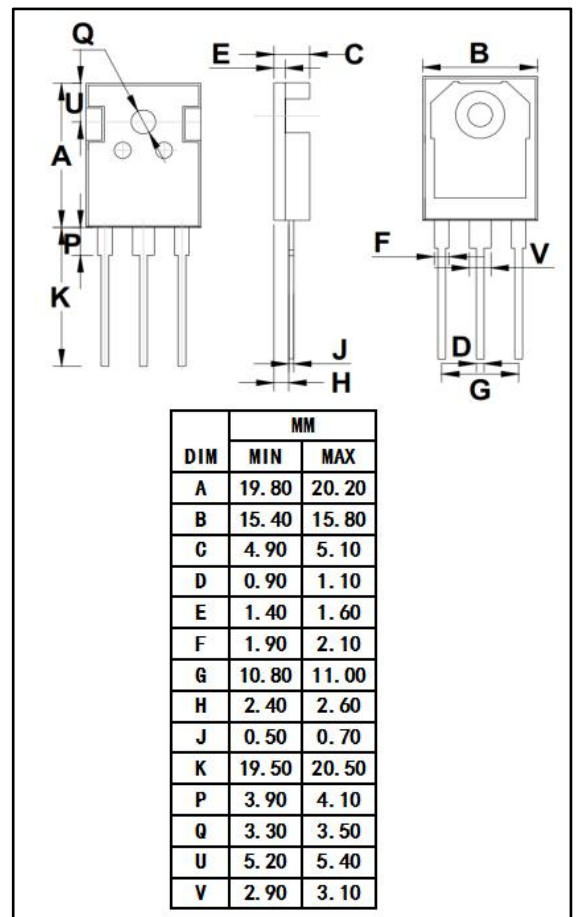 Q
E
C
B
U
A
P
K
F
V
J
H
D
G
MM
DIM MIN MAX
A 19.80 20.20
B 15.40 15.80
C 4.90 5.10
D 0.90 1.10
E 1.40 1.60
F 1.90 2.10
G 10.80 11.00
H 2.40 2.60
J 0.50 0.70
K 19.50 20.50
P 3.90 4.10
Q 3.30 3.50
U 5.20 5.40
V 2.90 3.10